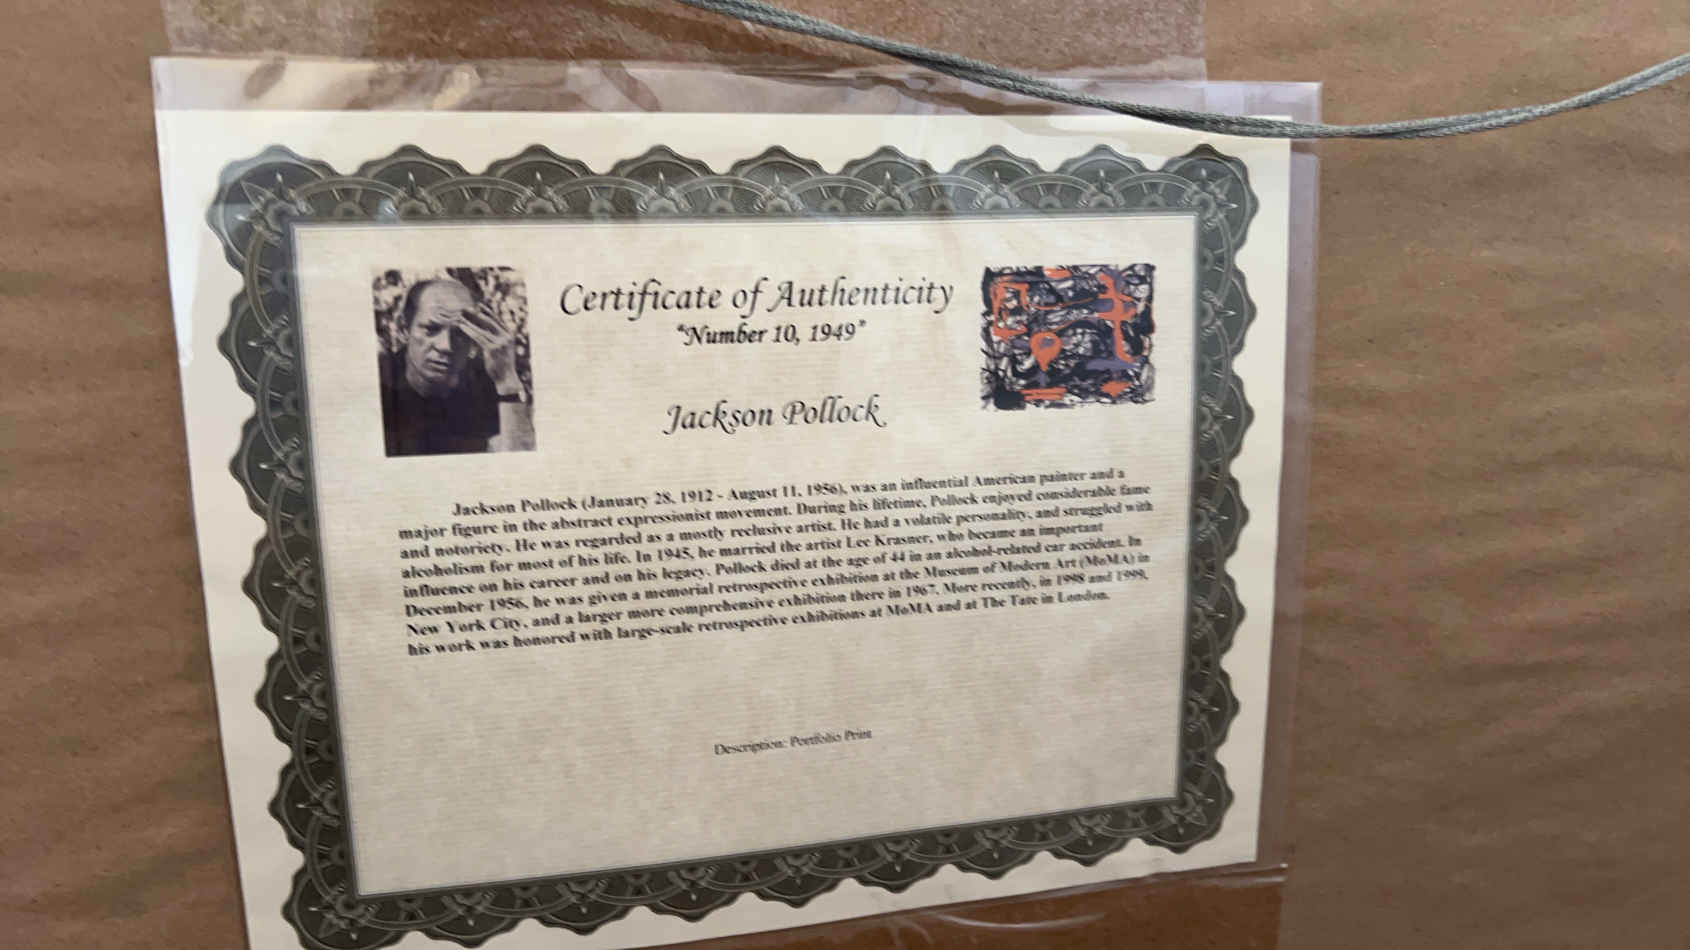 Certificate of Authenticity
"Number 10, 1949"
Jackson Pollock
Jackson Pollock (January 28, 1912 - August 11, 1956), was an influential American painter and a
major figure in the abstract expressionist movement. During his lifetime, Pollock enjoyed considerable fame
and notoriety. He was regarded as a mostly reclusive artist. He had a volatile personality, and struggled with
alcoholism for most of his life. In 1945, he married the artist Lee Krasner, who became an important
influence on his career and on his legacy. Pollock died at the age of 44 in an alcohol-related car accident. In
December 1956, he was given a memorial retrospective exhibition at the Museum of Modern Art (MoMA) in
New York City, and a larger more comprehensive exhibition there in 1967. More recently, in 1998 and 1999,
his work was honored with large-scale retrospective exhibitions at MoMA and at The Tate in London.
Description: Portfolio Print